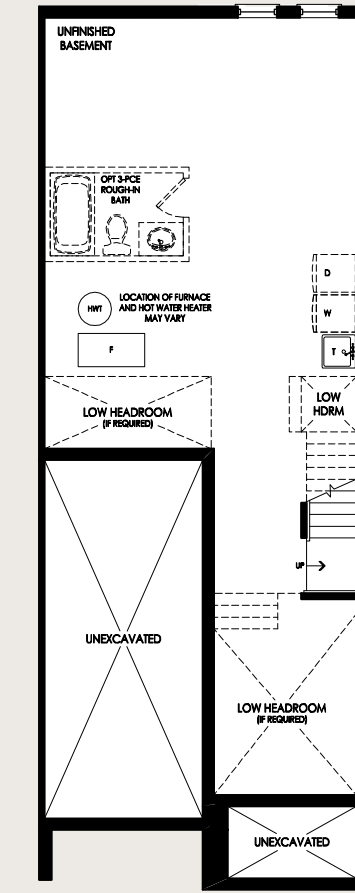 UNFINISHED
BASEMENT
OPT 3-PCE
ROUGH-IN
BATH
D
HWT
LOCATION OF FURNACE
AND HOT WATER HEATER
MAY VARY
W
F
T
LOW HEADROOM
(IF REQUIRED)
LOW
HDRM
UP
UNEXCAVATED
LOW HEADROOM
(IF REQUIRED)
UNEXCAVATED